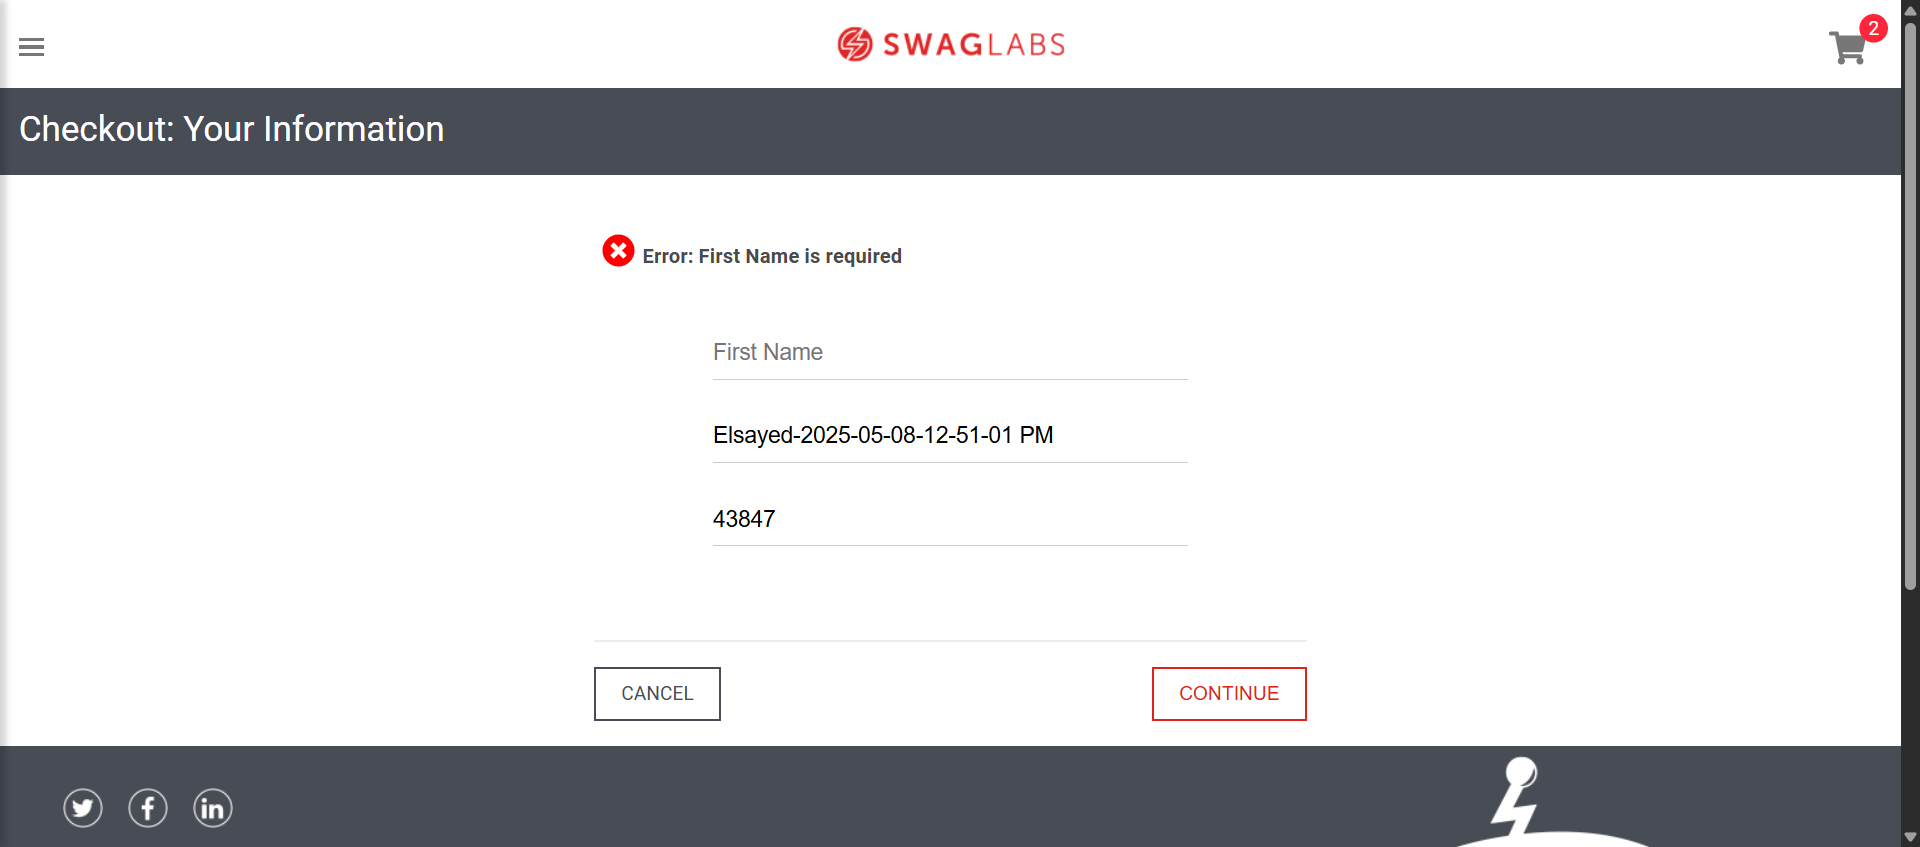 SWAGLABS
2
Checkout: Your Information
Error: First Name is required
First Name
Elsayed-2025-05-08-12-51-01 PM
43847
CANCEL
CONTINUE